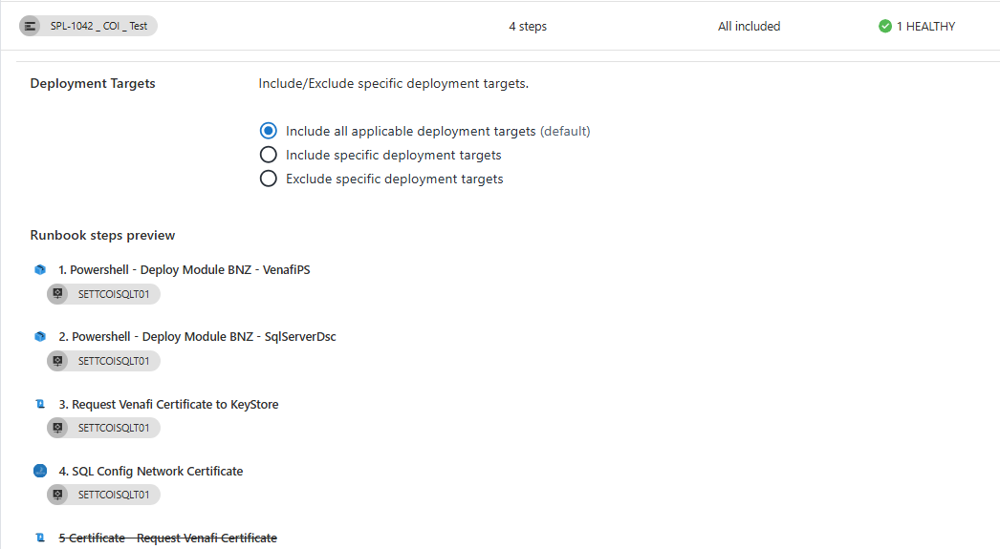 SPL-1042 _ COI _ Test 4 steps All included 1 HEALTHY
Deployment Targets Include/Exclude specific deployment targets.
Include all applicable deployment targets (default)
Include specific deployment targets
Exclude specific deployment targets
Runbook steps preview
1. Powershell - Deploy Module BNZ - VenafiPS
SETTCOISQLT01
2. Powershell - Deploy Module BNZ - SqlServerDsc
SETTCOISQLT01
3. Request Venafi Certificate to KeyStore
SETTCOISQLT01
4. SQL Config Network Certificate
SETTCOISQLT01
5 Certificate - Request Venafi Certificate